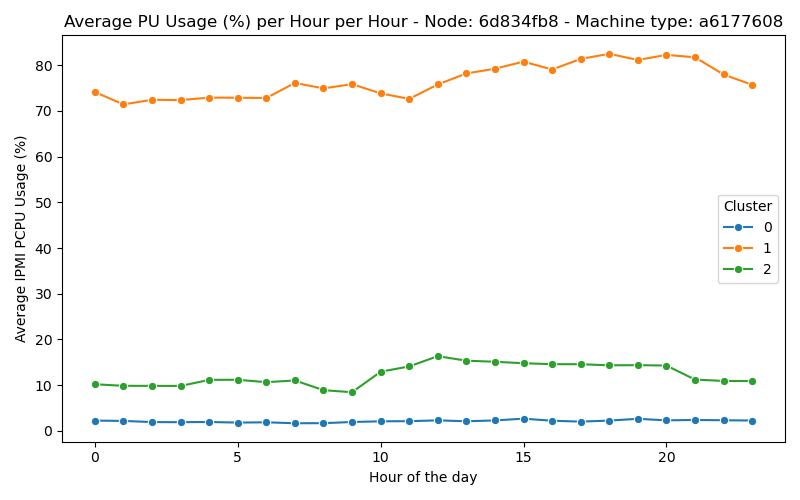 Average PU Usage (%) per Hour per Hour - Node: 6d834fb8 - Machine type: a6177608
Average IPMI PCPU Usage (%)
80
70
60
50
40
30
20
10
0
Cluster
0
1
2
0 5 10 15 20
Hour of the day